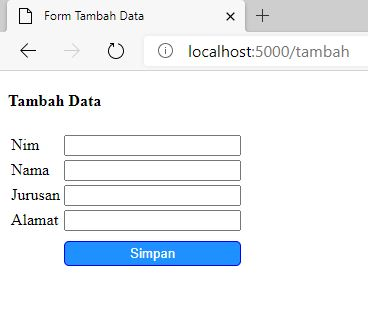 Form Tambah Data
localhost:5000/tambah
Tambah Data
Nim
Nama
Jurusan
Alamat
Simpan